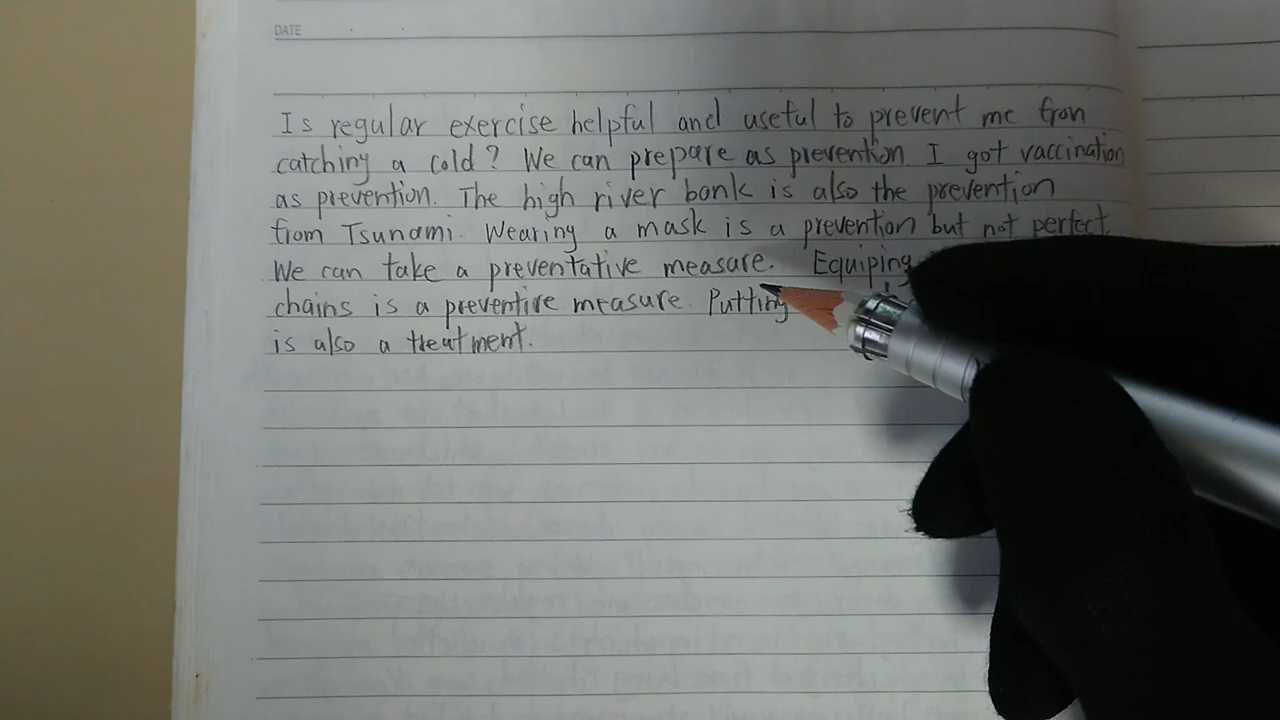 DATE
Is regular exercise helpful and useful to prevent me from
catching a cold? We can prepare as prevention. I got vaccination
as prevention. The high river bank is also the prevention
from Tsunami. Wearing a mask is a prevention but not perfect.
We can take a preventative measure. Equiping
chains is a preventive measure. Putting
is also a treatment.